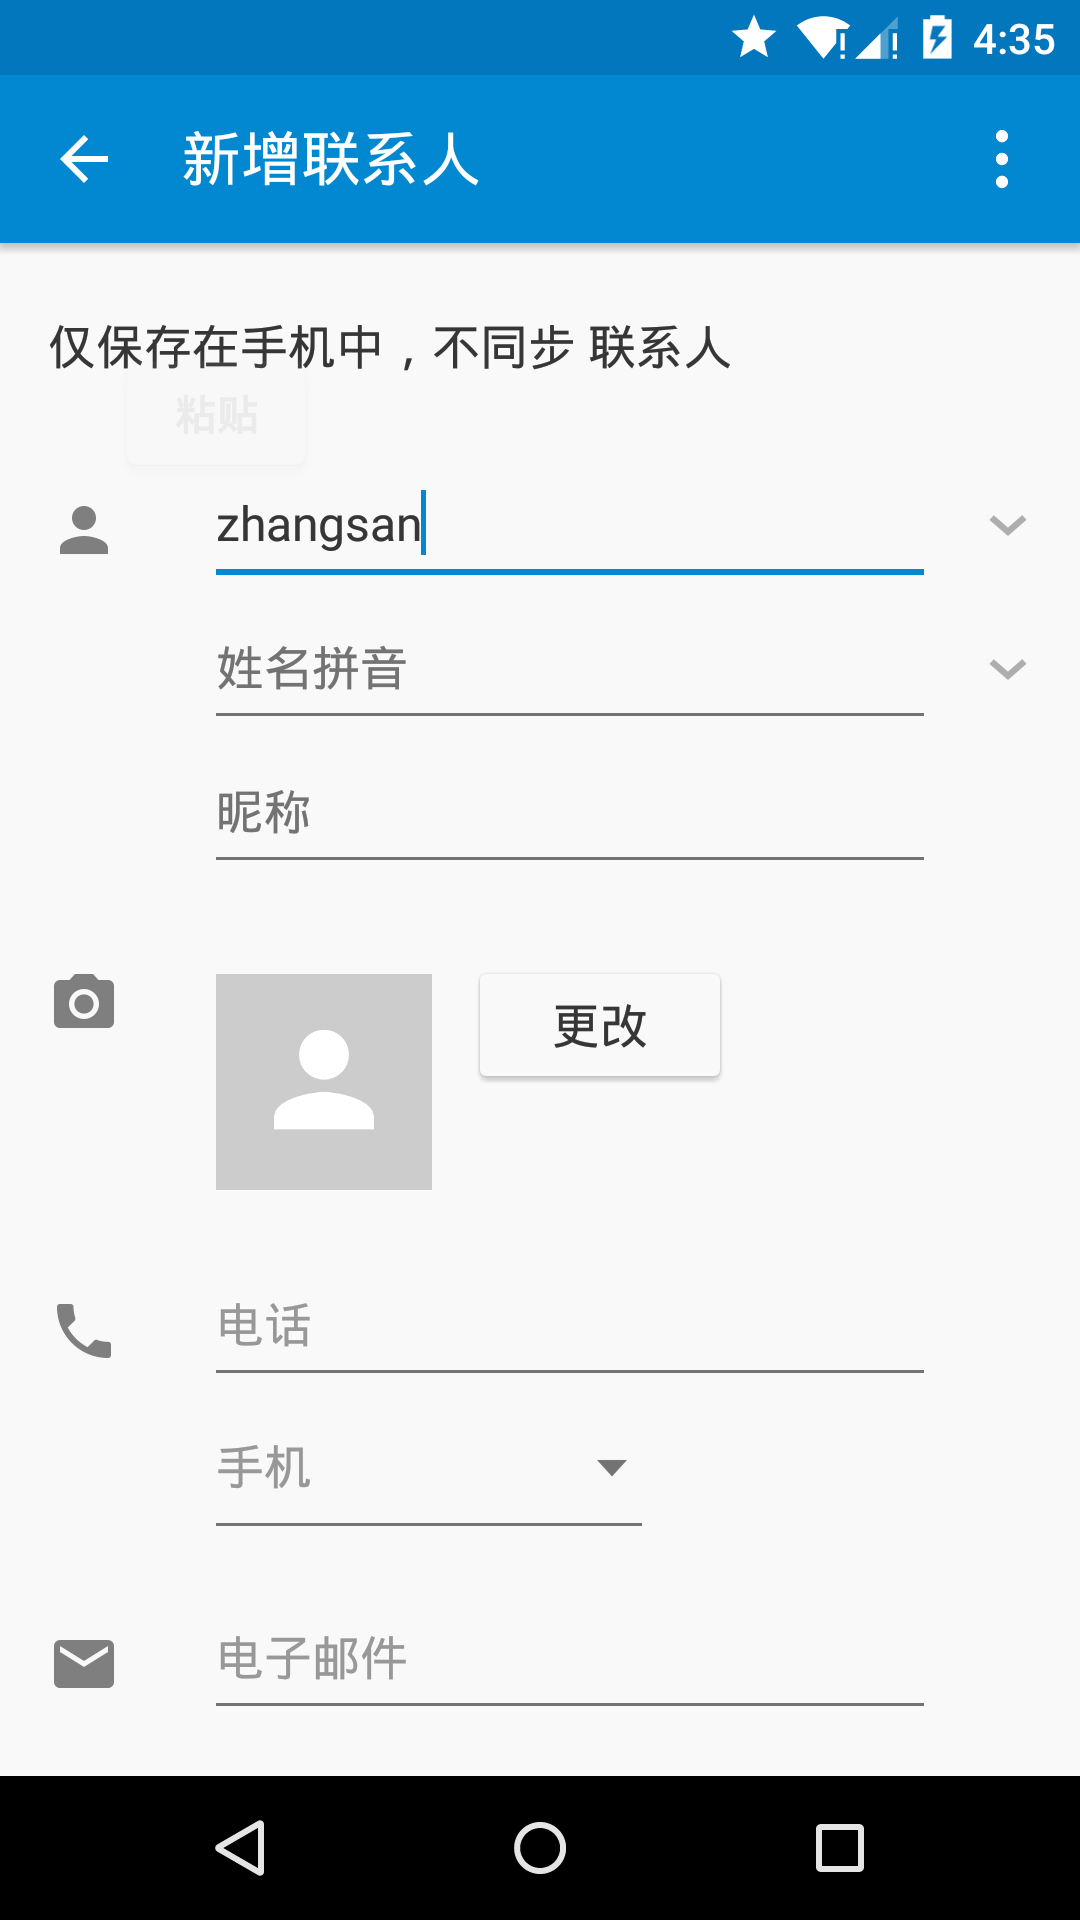 4:35
新增联系人
仅保存在手机中，不同步 联系人
粘贴
zhangsan
姓名拼音
昵称
更改
电话
手机
电子邮件